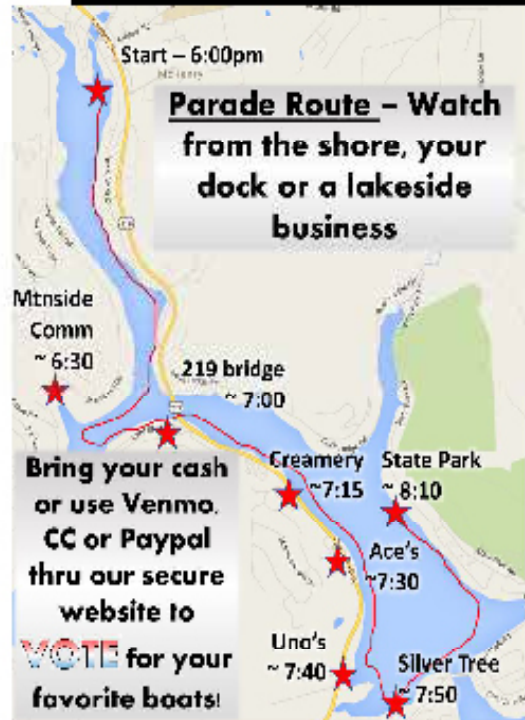 Start – 6:00pm
McHenry
Parade Route – Watch
from the shore, your
dock or a lakeside
business
Mtnside
Comm
~ 6:30
219 bridge
~ 7:00
Creamery
~7:15
State Park
~ 8:10
Ace's
~7:30
Uno's
~ 7:40
Silver Tree
~ 7:50
Bring your cash
or use Venmo,
CC or Paypal
thru our secure
website to
VOTE for your
favorite boats!